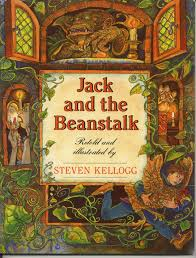 Jack
and the
Beanstalk
Retold and
illustrated by
STEVEN KELLOGG